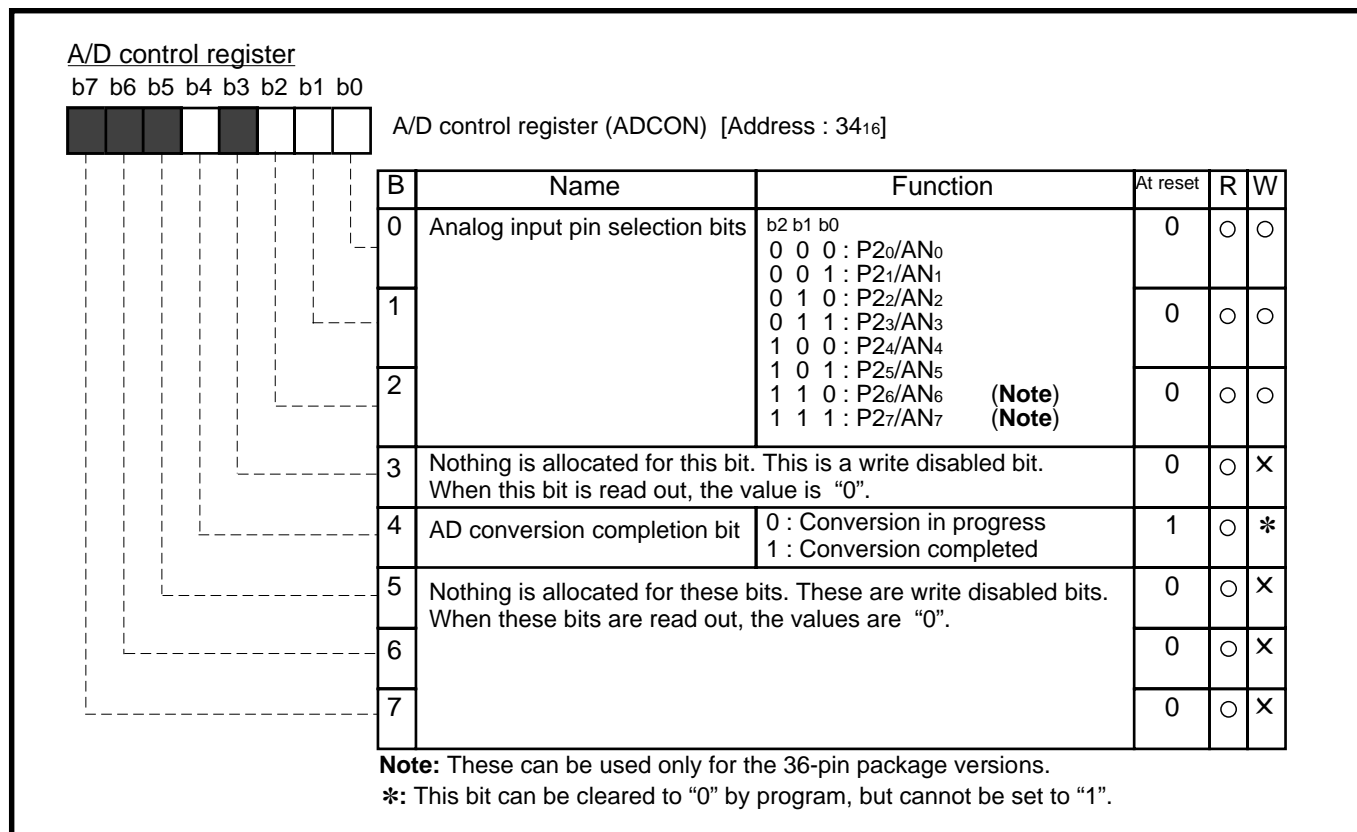 A/D control register
b7 b6 b5 b4 b3 b2 b1 b0
A/D control register (ADCON) [Address : 34₁₆]
B Name Function At reset R W
0 Analog input pin selection bits b2 b1 b0 0 ○ ○
0 0 0 : P2₀/AN₀
0 0 1 : P2₁/AN₁
1 0 1 0 : P2₂/AN₂ 0 ○ ○
0 1 1 : P2₃/AN₃
1 0 0 : P2₄/AN₄
1 0 1 : P2₅/AN₅
2 1 1 0 : P2₆/AN₆ (Note) 0 ○ ○
1 1 1 : P2₇/AN₇ (Note)
3 Nothing is allocated for this bit. This is a write disabled bit. 0 ○ ×
When this bit is read out, the value is “0”.
4 AD conversion completion bit 0 : Conversion in progress 1 ○ ✻
1 : Conversion completed
5 Nothing is allocated for these bits. These are write disabled bits. 0 ○ ×
When these bits are read out, the values are “0”.
6 0 ○ ×
7 0 ○ ×
Note: These can be used only for the 36-pin package versions.
✻: This bit can be cleared to “0” by program, but cannot be set to “1”.